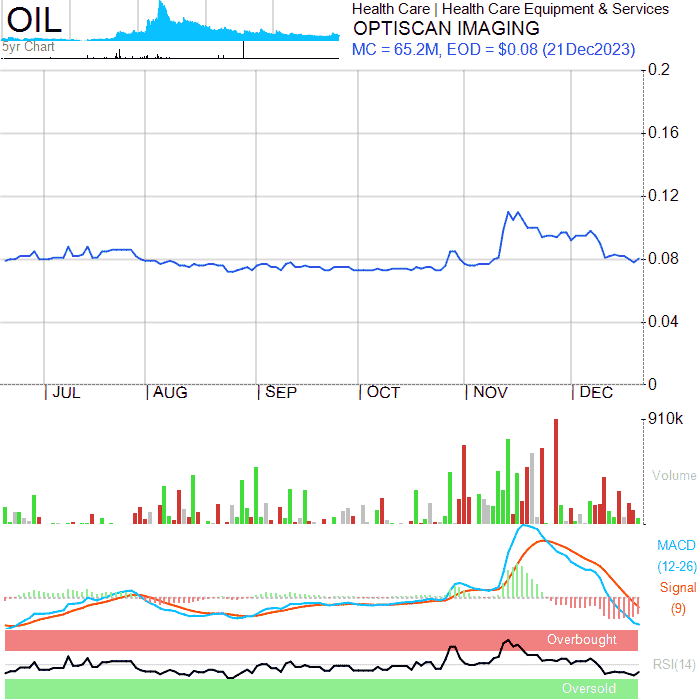 OIL
5yr Chart
Health Care | Health Care Equipment & Services
OPTISCAN IMAGING
MC = 65.2M, EOD = $0.08 (21Dec2023)
0.2
0.16
0.12
0.08
0.04
0
JUL
AUG
SEP
OCT
NOV
DEC
910k
Volume
MACD
(12-26)
Signal
(9)
Overbought
RSI(14)
Oversold